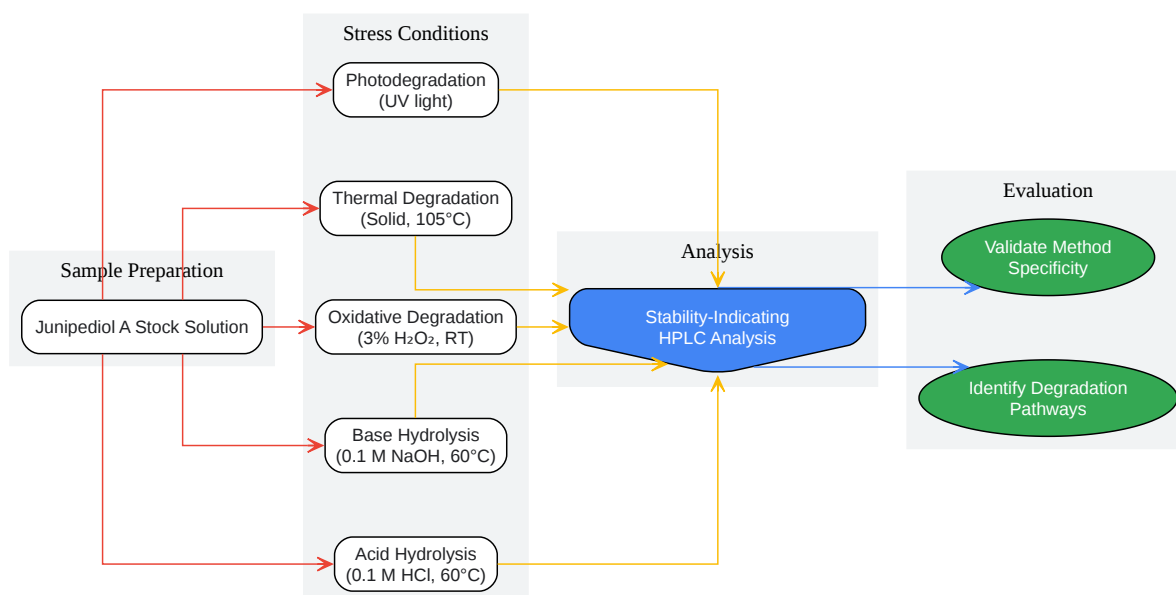 Stress Conditions
Photodegradation
(UV light)
Thermal Degradation
(Solid, 105°C)
Oxidative Degradation
(3% H₂O₂, RT)
Base Hydrolysis
(0.1 M NaOH, 60°C)
Acid Hydrolysis
(0.1 M HCl, 60°C)
Sample Preparation
Junipediol A Stock Solution
Analysis
Stability-Indicating
HPLC Analysis
Evaluation
Validate Method
Specificity
Identify Degradation
Pathways